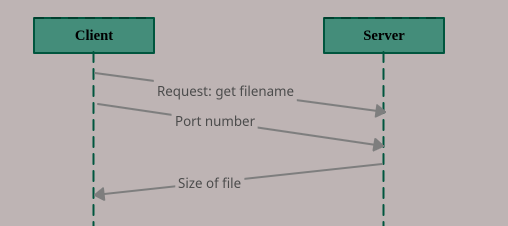 Client
Server
Request: get filename
Port number
Size of file